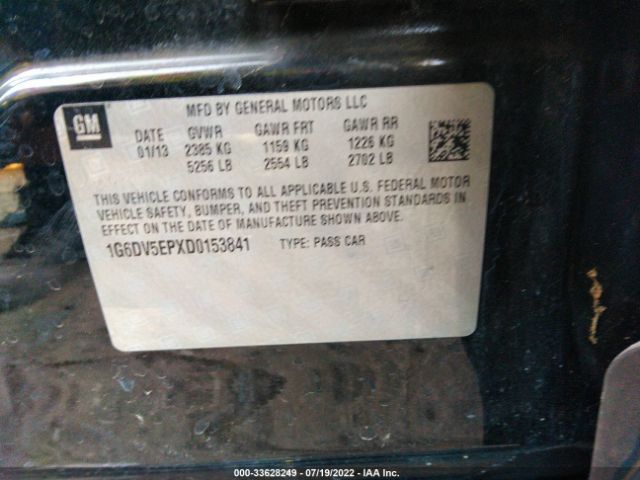 GM
MFD BY GENERAL MOTORS LLC
DATE GVWR GAWR FRT GAWR RR
01/13 2385 KG 1159 KG 1226 KG
5256 LB 2554 LB 2702 LB
THIS VEHICLE CONFORMS TO ALL APPLICABLE U.S. FEDERAL MOTOR
VEHICLE SAFETY, BUMPER, AND THEFT PREVENTION STANDARDS IN
EFFECT ON THE DATE OF MANUFACTURE SHOWN ABOVE.
1G6DV5EPXD0153841 TYPE: PASS CAR
000-33628249 - 07/19/2022 - IAA Inc.